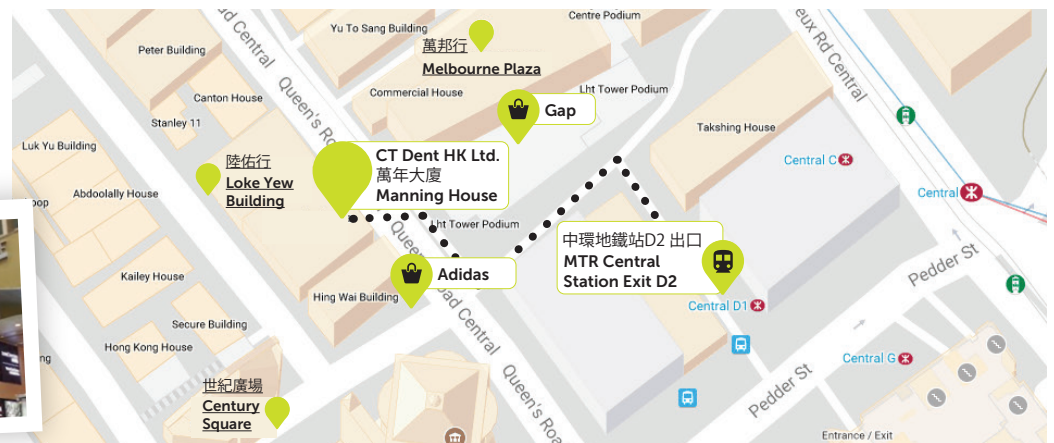 Centre Podium
Yu To Sang Building
萬邦行
Melbourne Plaza
Peter Building
Queen's Ro
Commercial House
Lht Tower Podium
eux Rd Central
Canton House
Gap
Stanley 11
Takshing House
Luk Yu Building
陸佑行
Loke Yew
Building
CT Dent HK Ltd.
萬年大廈
Manning House
Central C
Abdoolally House
Central
Lht Tower Podium
中環地鐵站D2 出口
MTR Central
Station Exit D2
Adidas
Pedder St
Kailey House
Hing Wai Building
Central D1
Secure Building
Hong Kong House
Queen's Roa
Central G
世紀廣場
Century
Square
Pedder St
Entrance / Exit